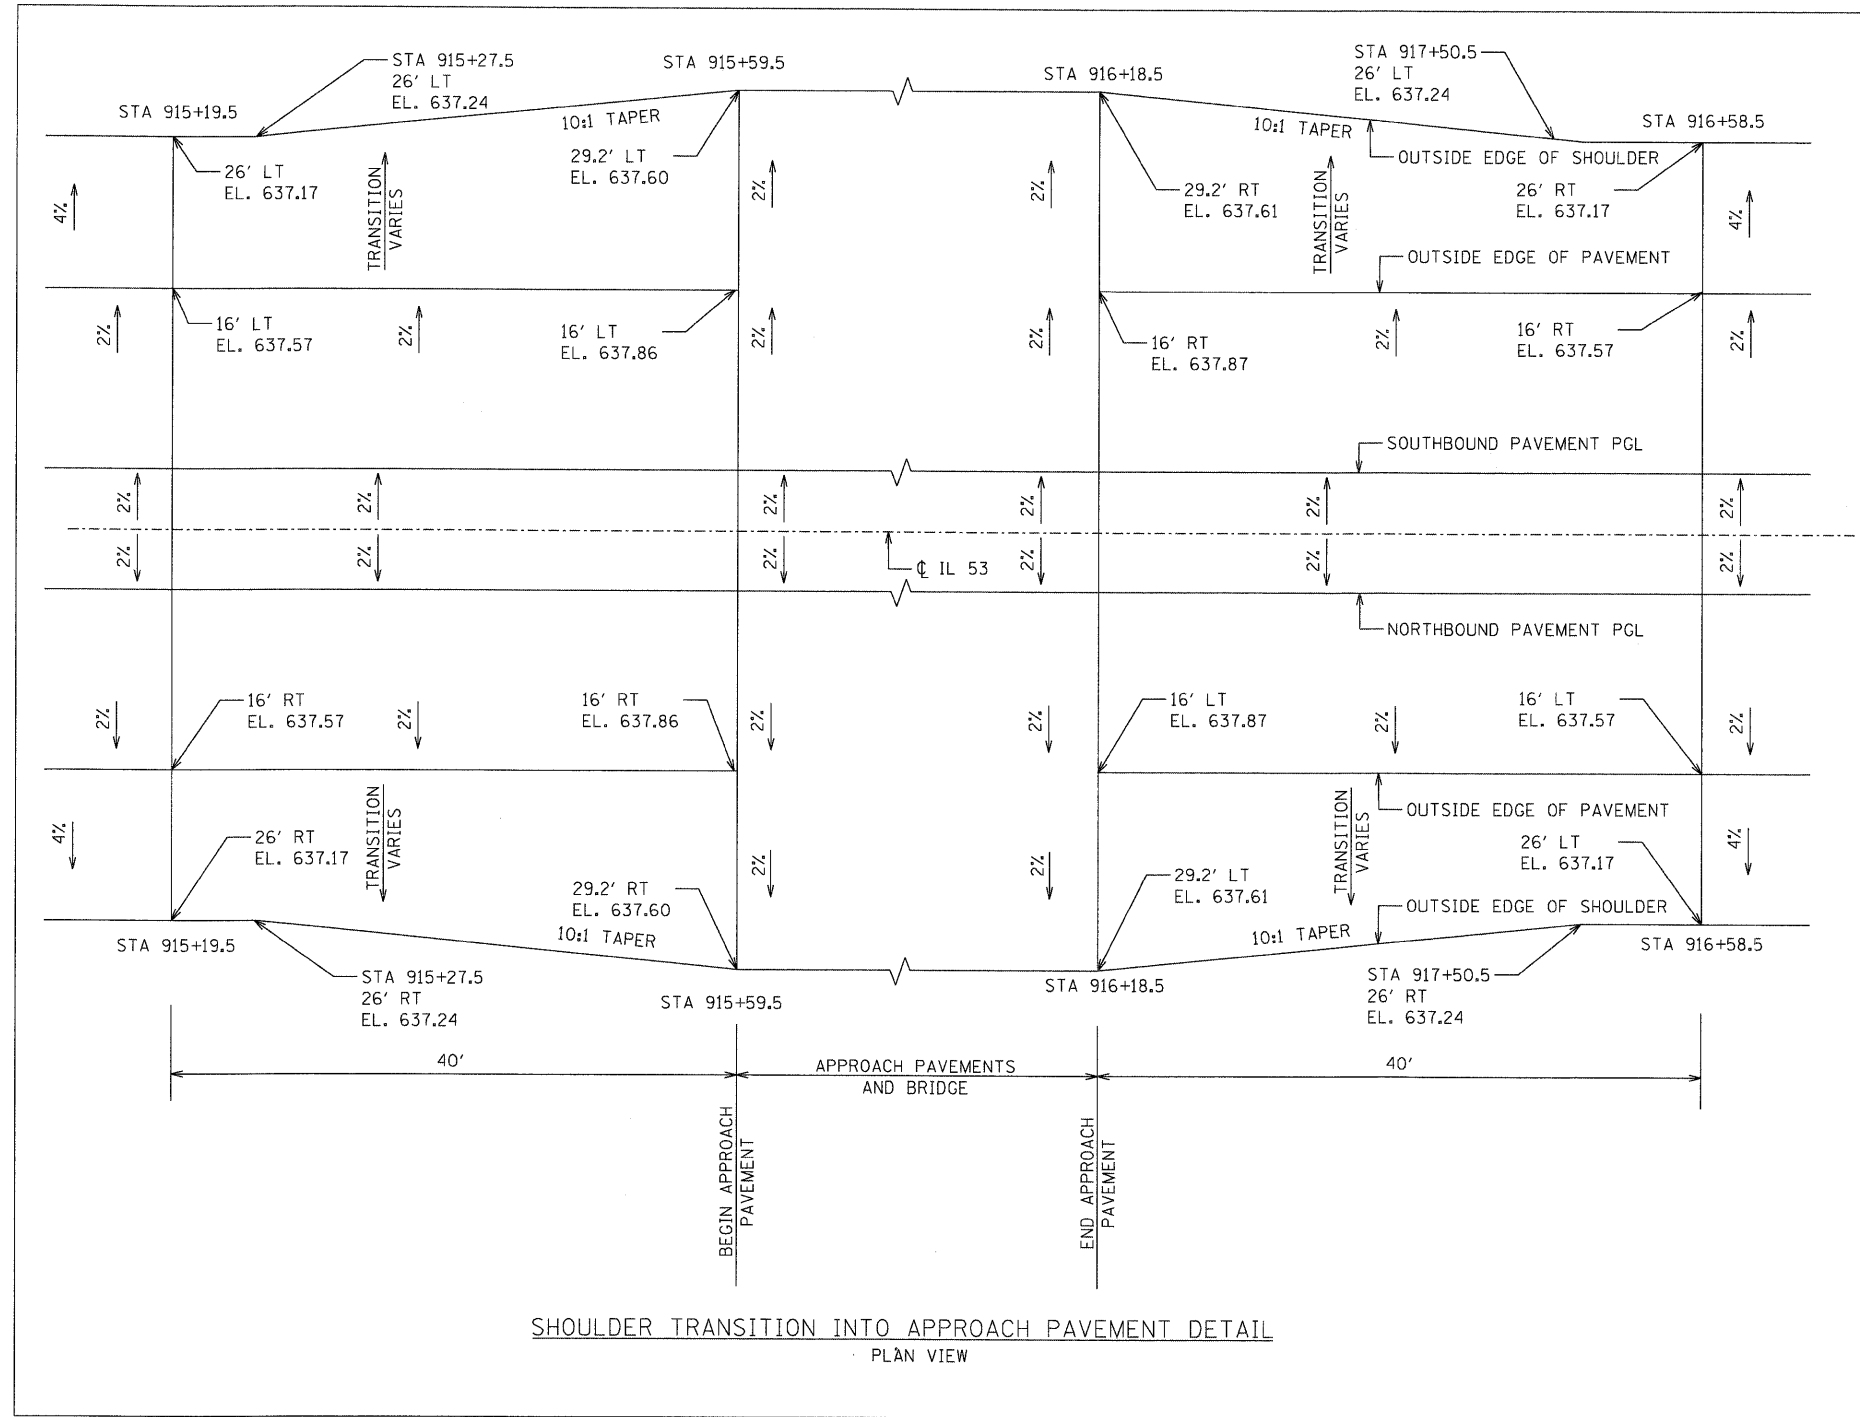 STA 915+27.5
26' LT
EL. 637.24
STA 915+59.5
STA 916+18.5
STA 917+50.5
26' LT
EL. 637.24
STA 915+19.5
10:1 TAPER
10:1 TAPER
STA 916+58.5
26' LT
EL. 637.17
29.2' LT
EL. 637.60
OUTSIDE EDGE OF SHOULDER
29.2' RT
EL. 637.61
26' RT
EL. 637.17
4%
TRANSITION
VARIES
2%
2%
TRANSITION
VARIES
4%
OUTSIDE EDGE OF PAVEMENT
2%
16' LT
EL. 637.57
2%
16' LT
EL. 637.86
2%
2%
16' RT
EL. 637.87
2%
16' RT
EL. 637.57
2%
SOUTHBOUND PAVEMENT PGL
2%
2%
2%
2%
2%
2%
2%
2%
2%
2%
2%
2%
℄ IL 53
NORTHBOUND PAVEMENT PGL
2%
16' RT
EL. 637.57
2%
16' RT
EL. 637.86
2%
2%
16' LT
EL. 637.87
2%
16' LT
EL. 637.57
2%
4%
26' RT
EL. 637.17
TRANSITION
VARIES
29.2' RT
EL. 637.60
2%
2%
29.2' LT
EL. 637.61
TRANSITION
VARIES
OUTSIDE EDGE OF PAVEMENT
26' LT
EL. 637.17
4%
OUTSIDE EDGE OF SHOULDER
STA 915+19.5
10:1 TAPER
10:1 TAPER
STA 916+58.5
STA 915+27.5
26' RT
EL. 637.24
STA 915+59.5
STA 916+18.5
STA 917+50.5
26' RT
EL. 637.24
40'
APPROACH PAVEMENTS
AND BRIDGE
40'
BEGIN APPROACH
PAVEMENT
END APPROACH
PAVEMENT
SHOULDER TRANSITION INTO APPROACH PAVEMENT DETAIL
PLAN VIEW